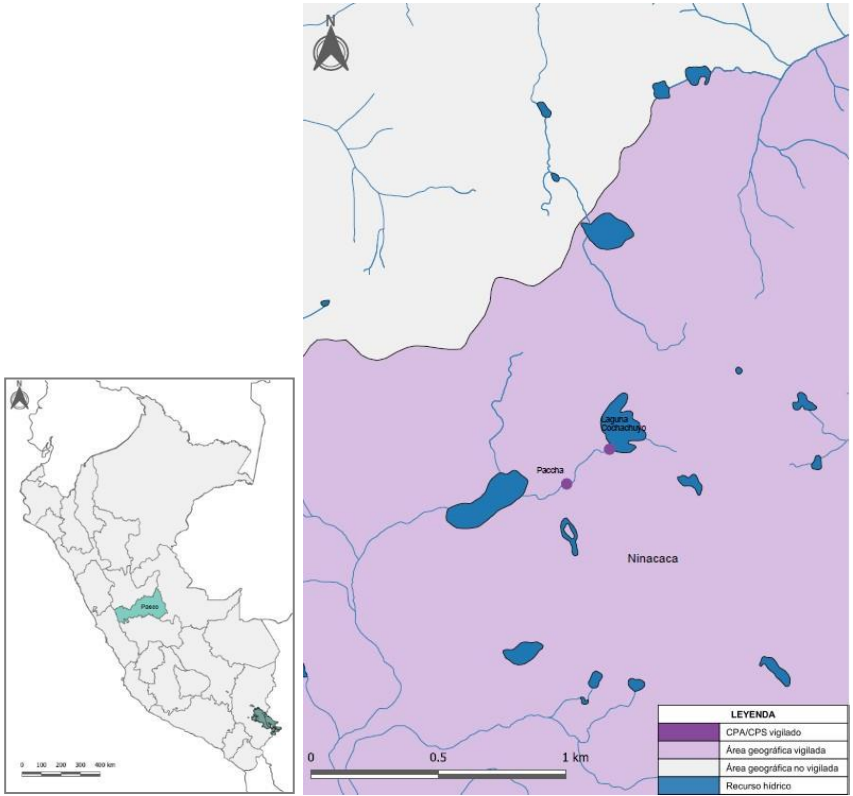 N
Pasco
0 100 200 300 400 km
N
Laguna
Cochachuyo
Paccha
Ninacaca
0 0.5 1 km
LEYENDA
CPA/CPS vigilado
Área geográfica vigilada
Área geográfica no vigilada
Recurso hídrico